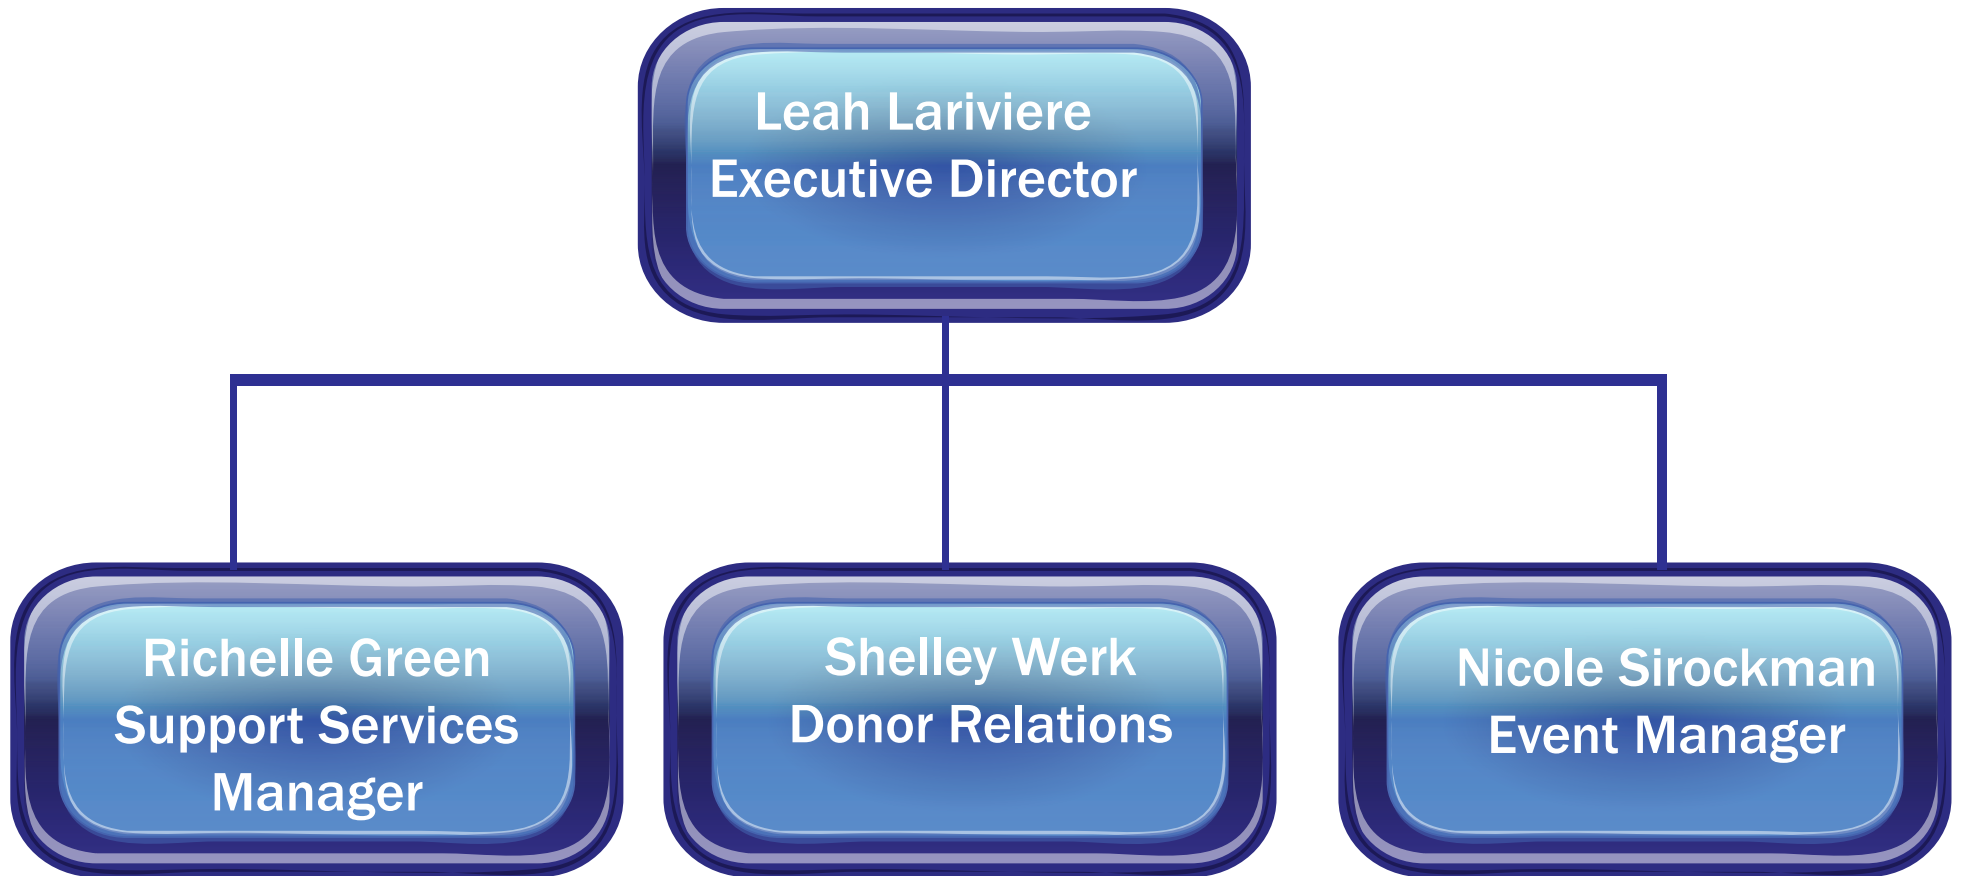 Leah Lariviere
Executive Director
Richelle Green
Support Services
Manager
Shelley Werk
Donor Relations
Nicole Sirockman
Event Manager